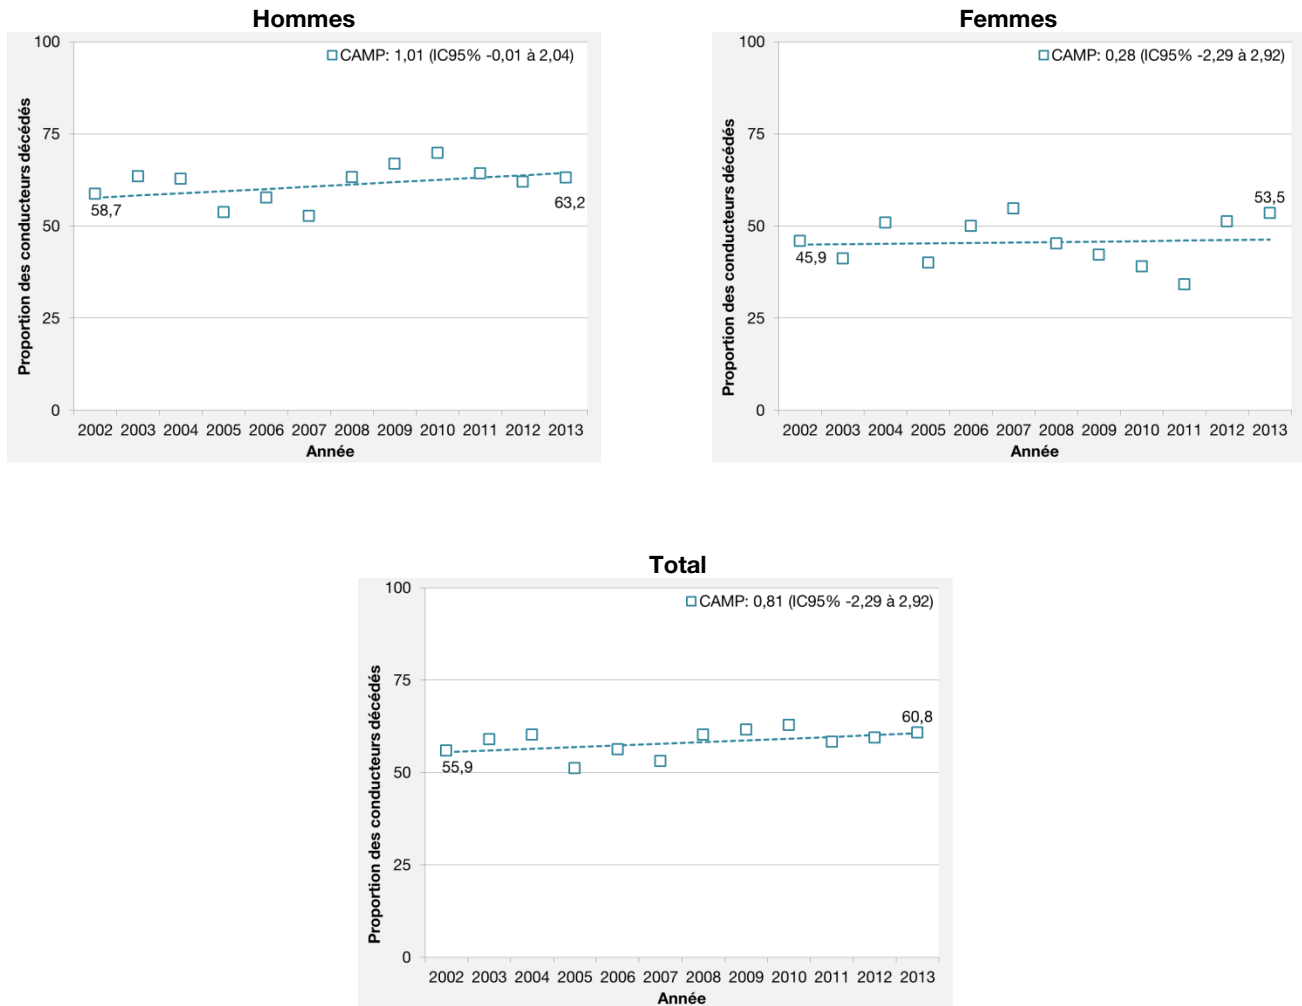 Hommes
CAMP: 1,01 (IC95% -0,01 à 2,04)
Proportion des conducteurs décédés
100
75
50
25
0
58,7
63,2
2002 2003 2004 2005 2006 2007 2008 2009 2010 2011 2012 2013
Année
Femmes
CAMP: 0,28 (IC95% -2,29 à 2,92)
Proportion des conducteurs décédés
100
75
50
25
0
45,9
53,5
2002 2003 2004 2005 2006 2007 2008 2009 2010 2011 2012 2013
Année
Total
CAMP: 0,81 (IC95% -2,29 à 2,92)
Proportion des conducteurs décédés
100
75
50
25
0
55,9
60,8
2002 2003 2004 2005 2006 2007 2008 2009 2010 2011 2012 2013
Année